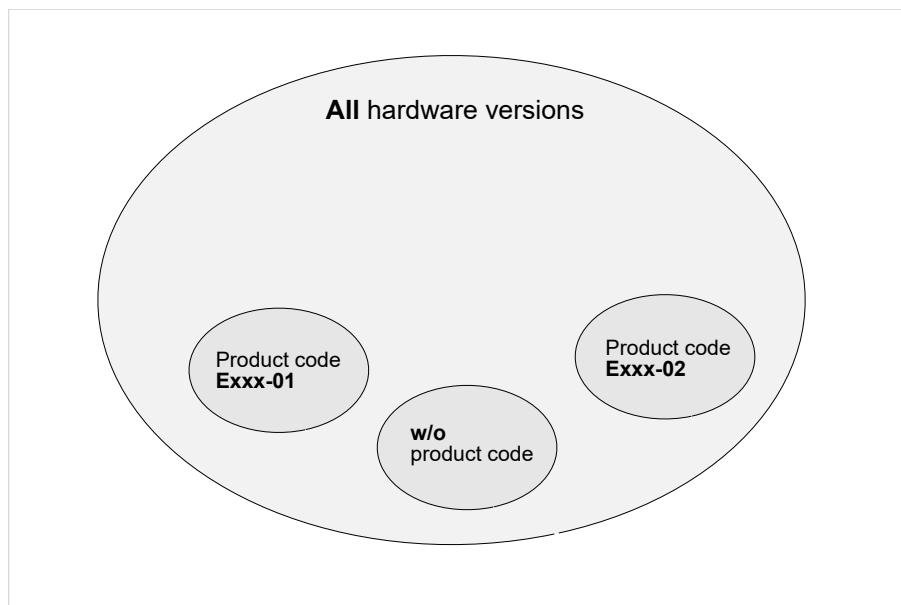 All hardware versions
Product code
Exxx-01
Product code
Exxx-02
w/o
product code